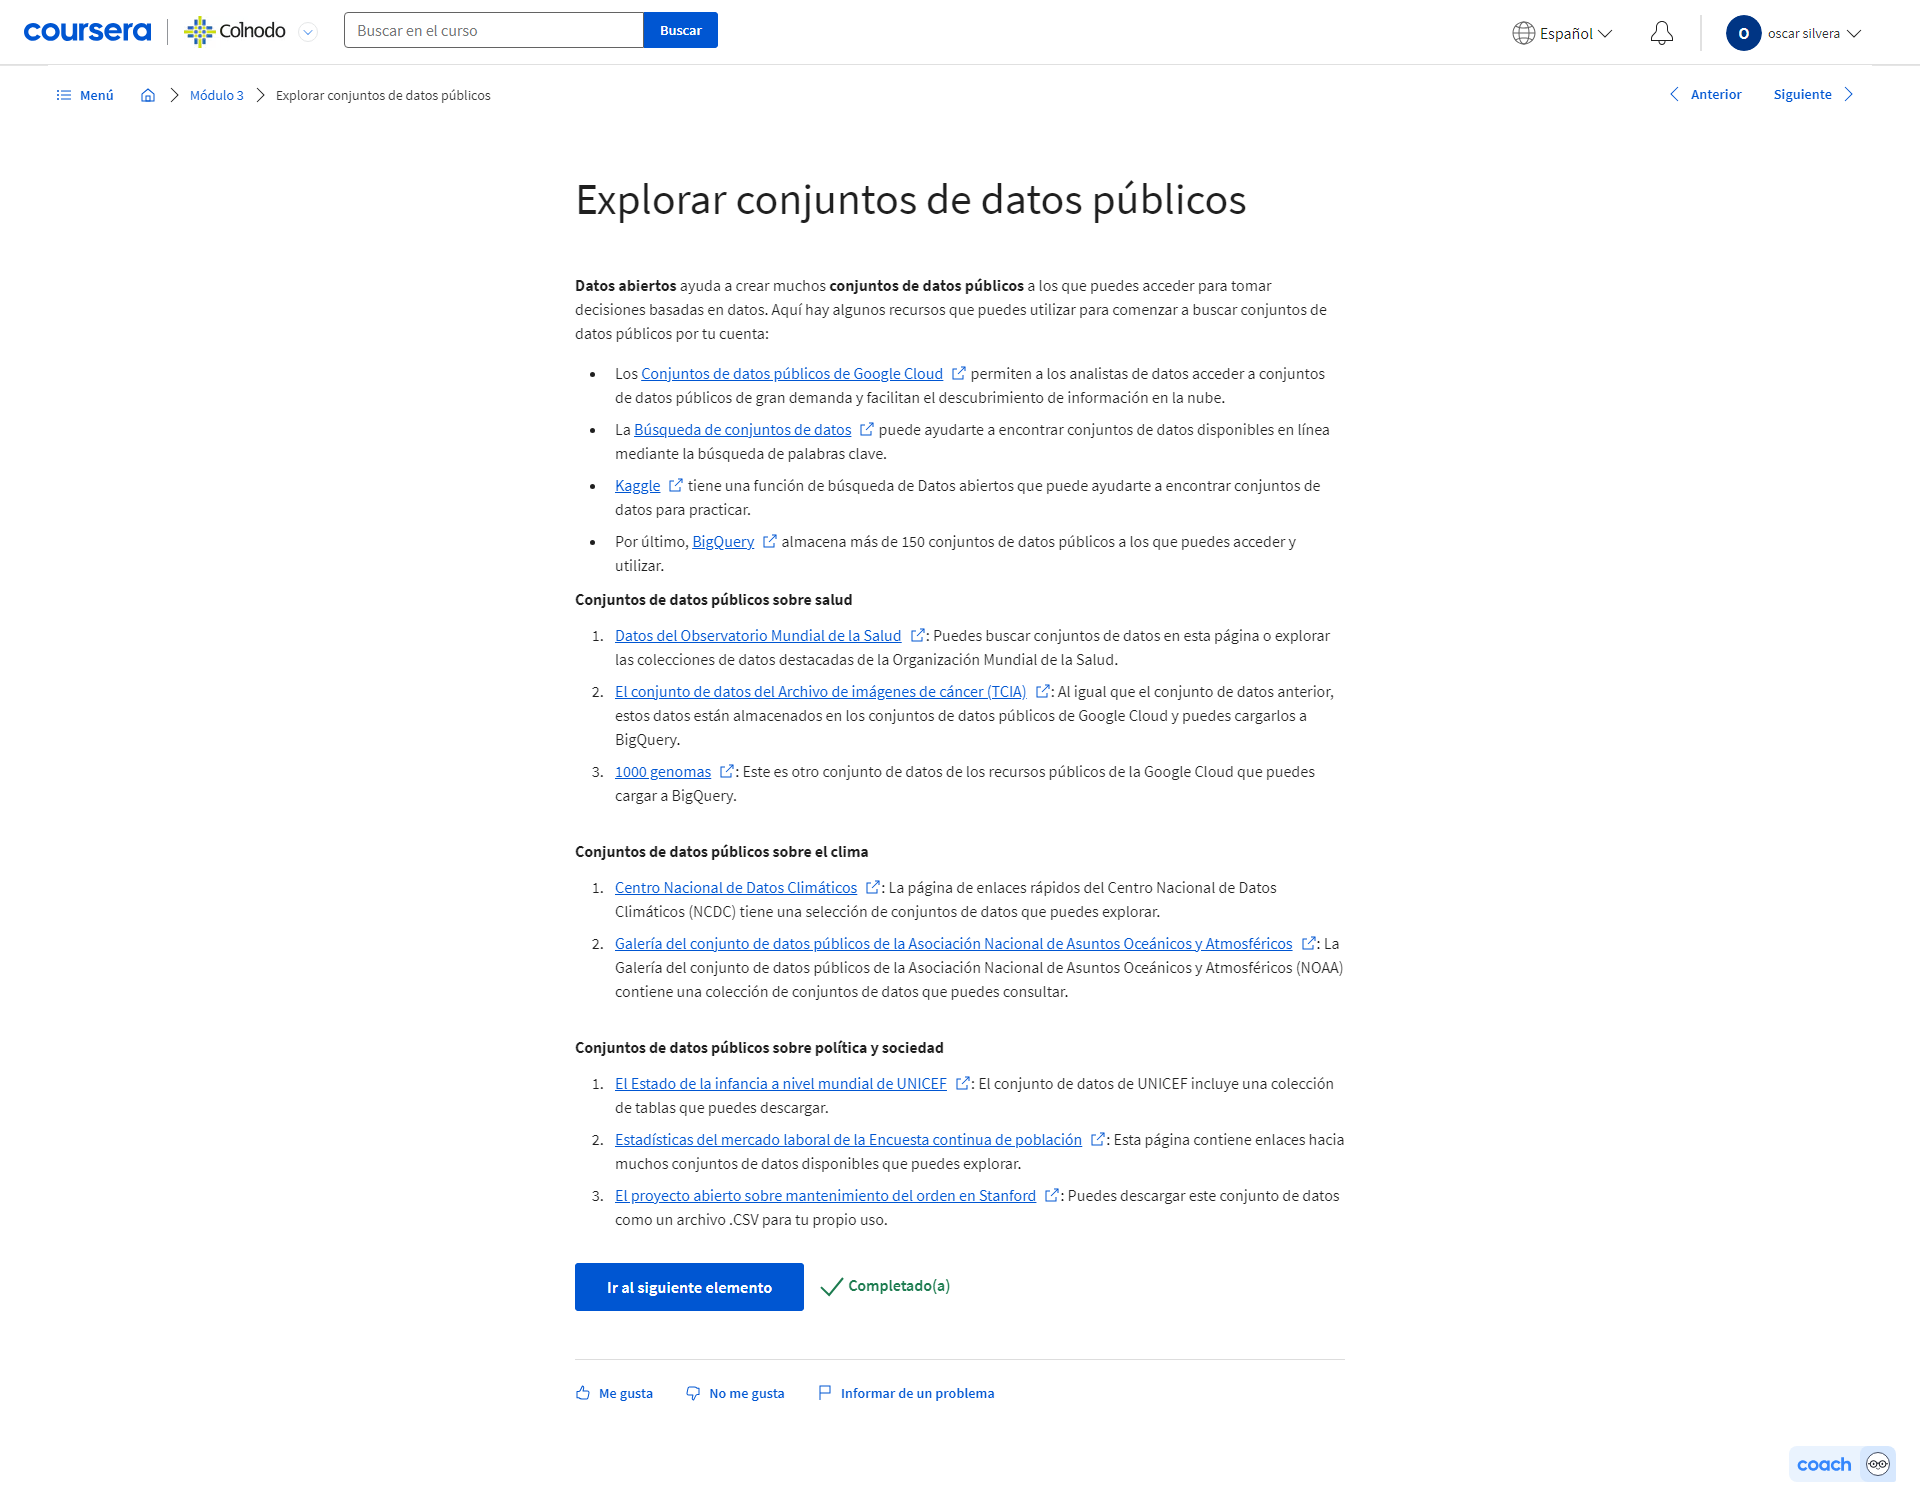 coursera
Colnodo
Buscar en el curso
Buscar
Español
O
oscar silvera
Menú
Módulo 3
Explorar conjuntos de datos públicos
Anterior
Siguiente
Explorar conjuntos de datos públicos
Datos abiertos ayuda a crear muchos conjuntos de datos públicos a los que puedes acceder para tomar
decisiones basadas en datos. Aquí hay algunos recursos que puedes utilizar para comenzar a buscar conjuntos de
datos públicos por tu cuenta:
• Los Conjuntos de datos públicos de Google Cloud permiten a los analistas de datos acceder a conjuntos
de datos públicos de gran demanda y facilitan el descubrimiento de información en la nube.
• La Búsqueda de conjuntos de datos puede ayudarte a encontrar conjuntos de datos disponibles en línea
mediante la búsqueda de palabras clave.
• Kaggle tiene una función de búsqueda de Datos abiertos que puede ayudarte a encontrar conjuntos de
datos para practicar.
• Por último, BigQuery almacena más de 150 conjuntos de datos públicos a los que puedes acceder y
utilizar.
Conjuntos de datos públicos sobre salud
1. Datos del Observatorio Mundial de la Salud : Puedes buscar conjuntos de datos en esta página o explorar
las colecciones de datos destacadas de la Organización Mundial de la Salud.
2. El conjunto de datos del Archivo de imágenes de cáncer (TCIA) : Al igual que el conjunto de datos anterior,
estos datos están almacenados en los conjuntos de datos públicos de Google Cloud y puedes cargarlos a
BigQuery.
3. 1000 genomas : Este es otro conjunto de datos de los recursos públicos de la Google Cloud que puedes
cargar a BigQuery.
Conjuntos de datos públicos sobre el clima
1. Centro Nacional de Datos Climáticos : La página de enlaces rápidos del Centro Nacional de Datos
Climáticos (NCDC) tiene una selección de conjuntos de datos que puedes explorar.
2. Galería del conjunto de datos públicos de la Asociación Nacional de Asuntos Oceánicos y Atmosféricos : La
Galería del conjunto de datos públicos de la Asociación Nacional de Asuntos Oceánicos y Atmosféricos (NOAA)
contiene una colección de conjuntos de datos que puedes consultar.
Conjuntos de datos públicos sobre política y sociedad
1. El Estado de la infancia a nivel mundial de UNICEF : El conjunto de datos de UNICEF incluye una colección
de tablas que puedes descargar.
2. Estadísticas del mercado laboral de la Encuesta continua de población : Esta página contiene enlaces hacia
muchos conjuntos de datos disponibles que puedes explorar.
3. El proyecto abierto sobre mantenimiento del orden en Stanford : Puedes descargar este conjunto de datos
como un archivo .CSV para tu propio uso.
Ir al siguiente elemento
Completado(a)
Me gusta
No me gusta
Informar de un problema
coach